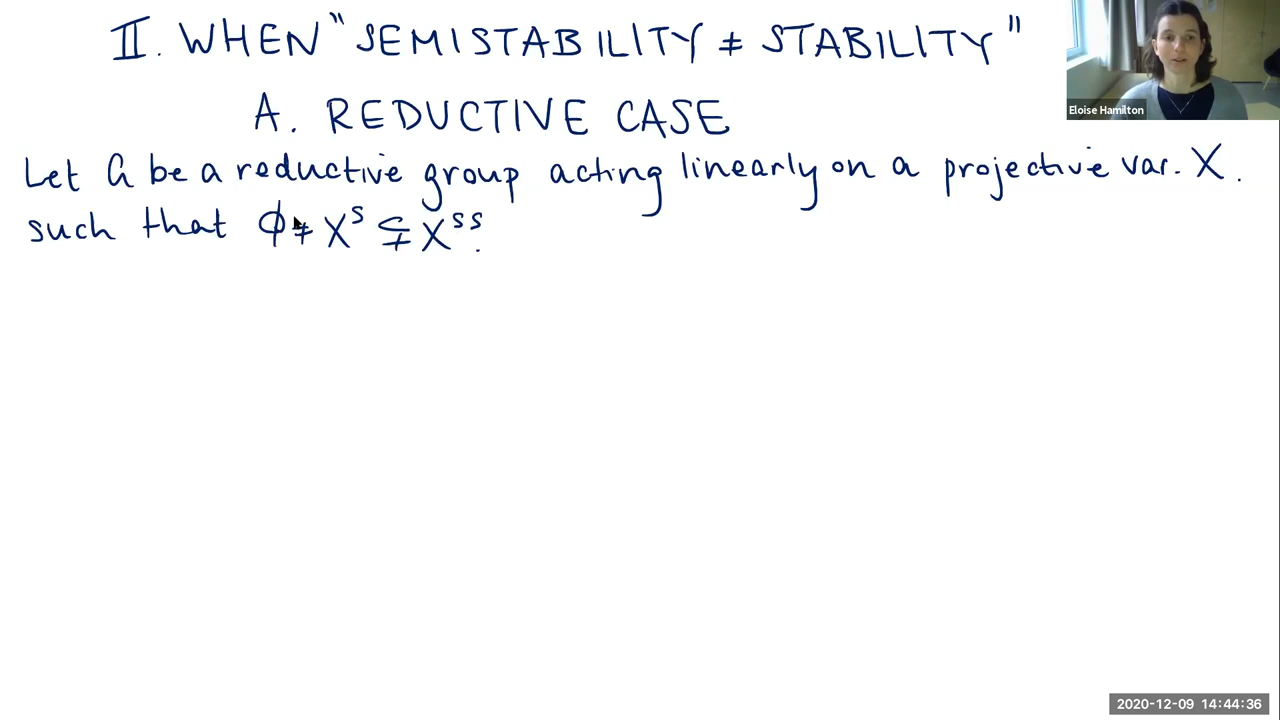 II. WHEN "SEMISTABILITY ≠ STABILITY"
A. REDUCTIVE CASE
Let G be a reductive group acting linearly on a projective var. X.
such that ϕ ≠ X^s ⊊ X^ss.
Eloise Hamilton
2020-12-09 14:44:36